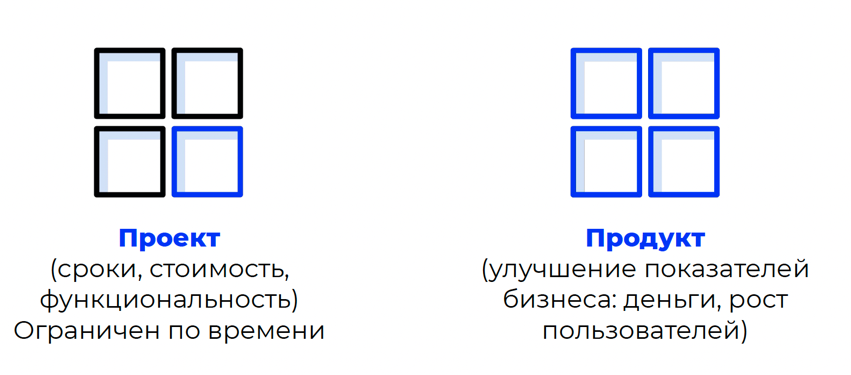 Проект
(сроки, стоимость,
функциональность)
Ограничен по времени
Продукт
(улучшение показателей
бизнеса: деньги, рост
пользователей)